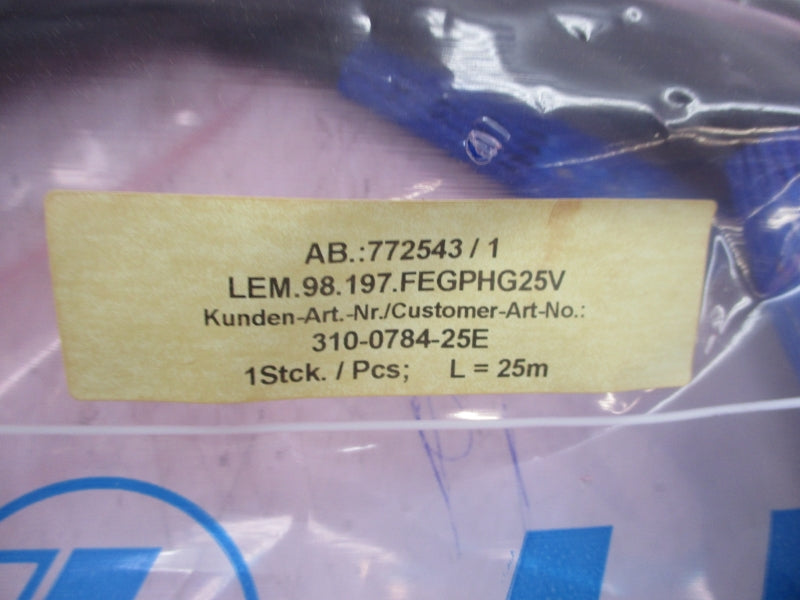 AB.:772543 / 1
LEM.98.197.FEGPHG25V
Kunden-Art.-Nr./Customer-Art-No.:
310-0784-25E
1Stck. / Pcs; L = 25m